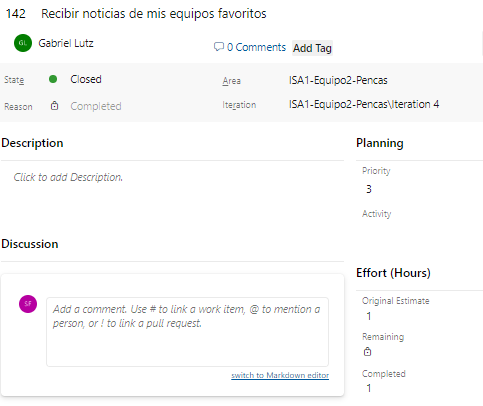 142 Recibir noticias de mis equipos favoritos
GL Gabriel Lutz 0 Comments Add Tag
State Closed Area ISA1-Equipo2-Pencas
Reason Completed Iteration ISA1-Equipo2-Pencas\Iteration 4
Description
Click to add Description.
Planning
Priority
3
Activity
Discussion
SF
Add a comment. Use # to link a work item, @ to mention a
person, or ! to link a pull request.
switch to Markdown editor
Effort (Hours)
Original Estimate
1
Remaining
Completed
1